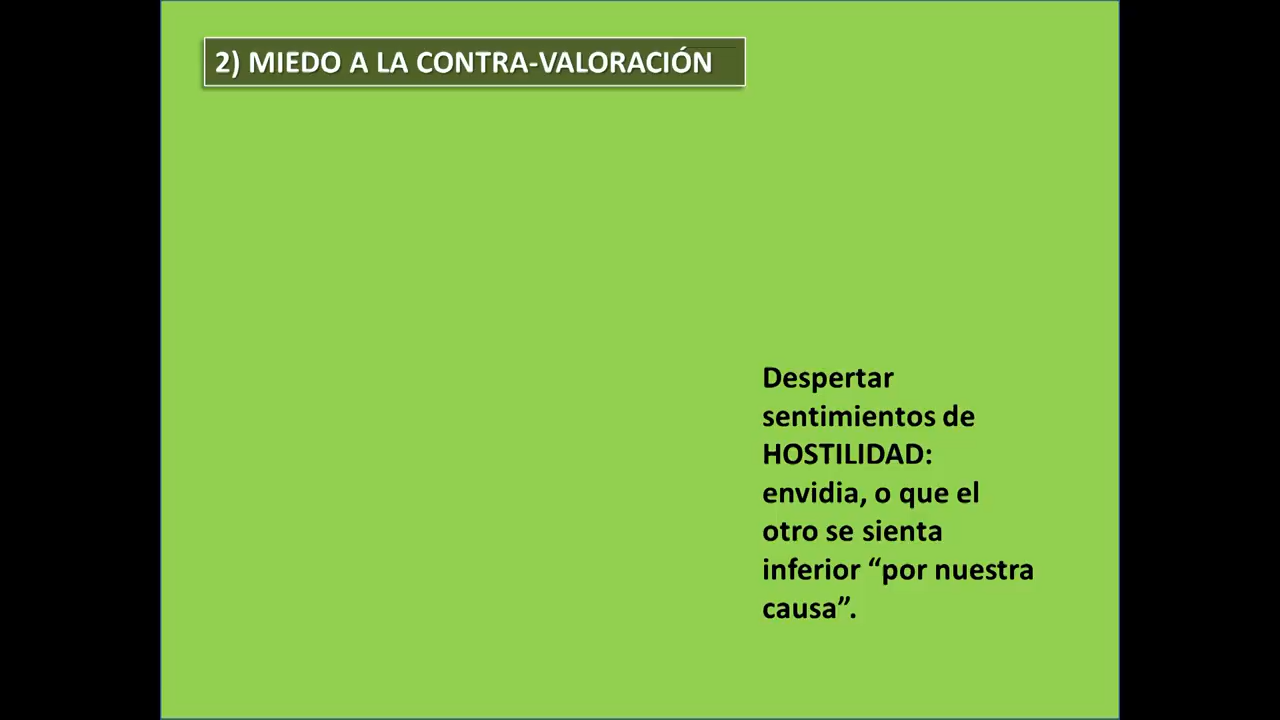 2) MIEDO A LA CONTRA-VALORACIÓN
Despertar
sentimientos de
HOSTILIDAD:
envidia, o que el
otro se sienta
inferior “por nuestra
causa”.